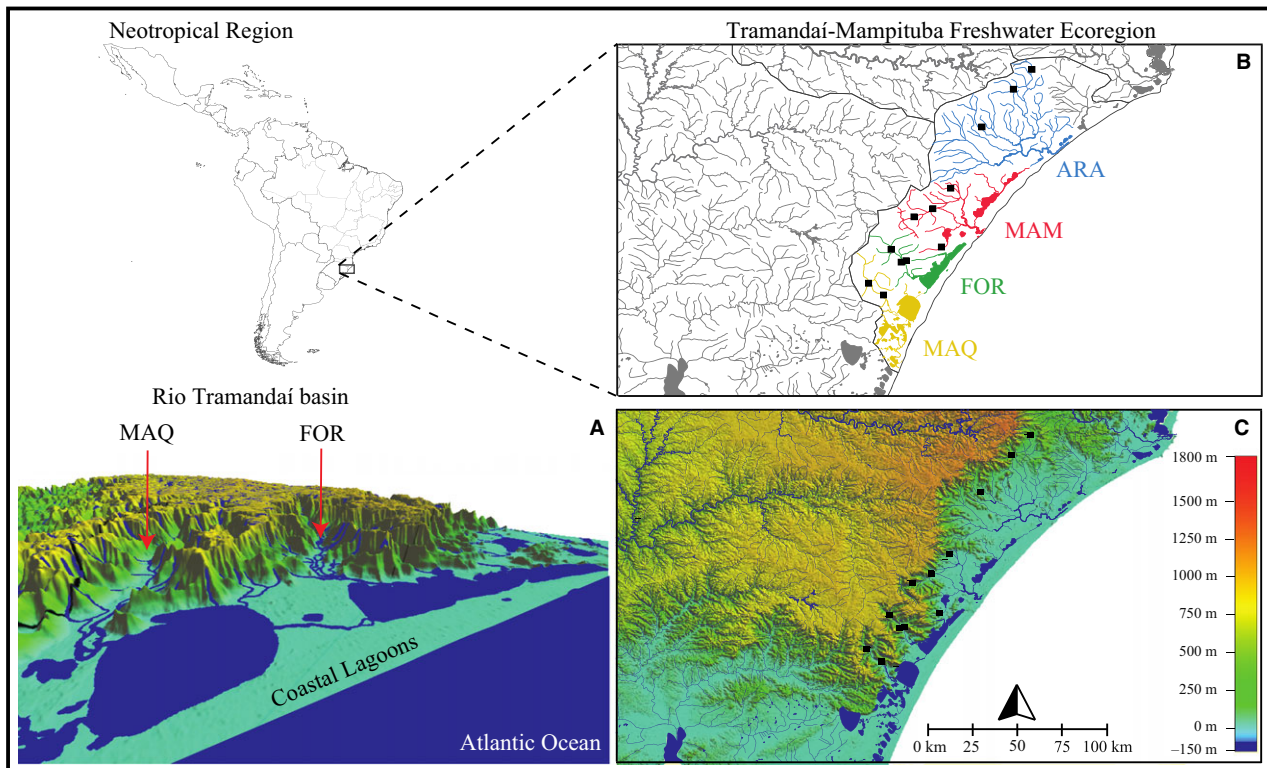 Neotropical Region
Tramandaí-Mampituba Freshwater Ecoregion
B
ARA
MAM
FOR
MAQ
Rio Tramandaí basin
A
MAQ
FOR
Coastal Lagoons
Atlantic Ocean
C
1800 m
1500 m
1250 m
1000 m
750 m
500 m
250 m
0 m
−150 m
0 km 25 50 75 100 km